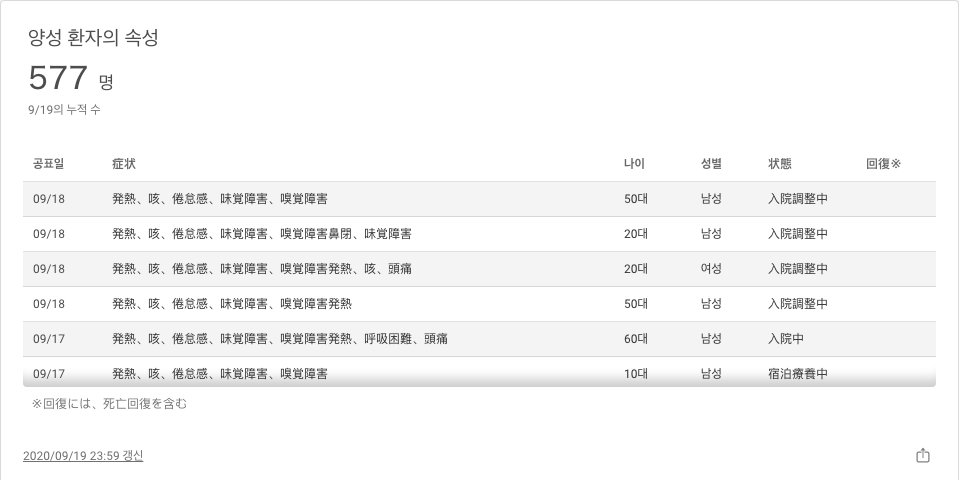 양성 환자의 속성
577 명
9/19의 누적 수
공표일 症状 나이 성별 状態 回復※
09/18 発熱、咳、倦怠感、味覚障害、嗅覚障害 50대 남성 入院調整中
09/18 発熱、咳、倦怠感、味覚障害、嗅覚障害鼻閉、味覚障害 20대 남성 入院調整中
09/18 発熱、咳、倦怠感、味覚障害、嗅覚障害発熱、咳、頭痛 20대 여성 入院調整中
09/18 発熱、咳、倦怠感、味覚障害、嗅覚障害発熱 50대 남성 入院調整中
09/17 発熱、咳、倦怠感、味覚障害、嗅覚障害発熱、呼吸困難、頭痛 60대 남성 入院中
09/17 発熱、咳、倦怠感、味覚障害、嗅覚障害 10대 남성 宿泊療養中
※回復には、死亡回復を含む
2020/09/19 23:59 갱신